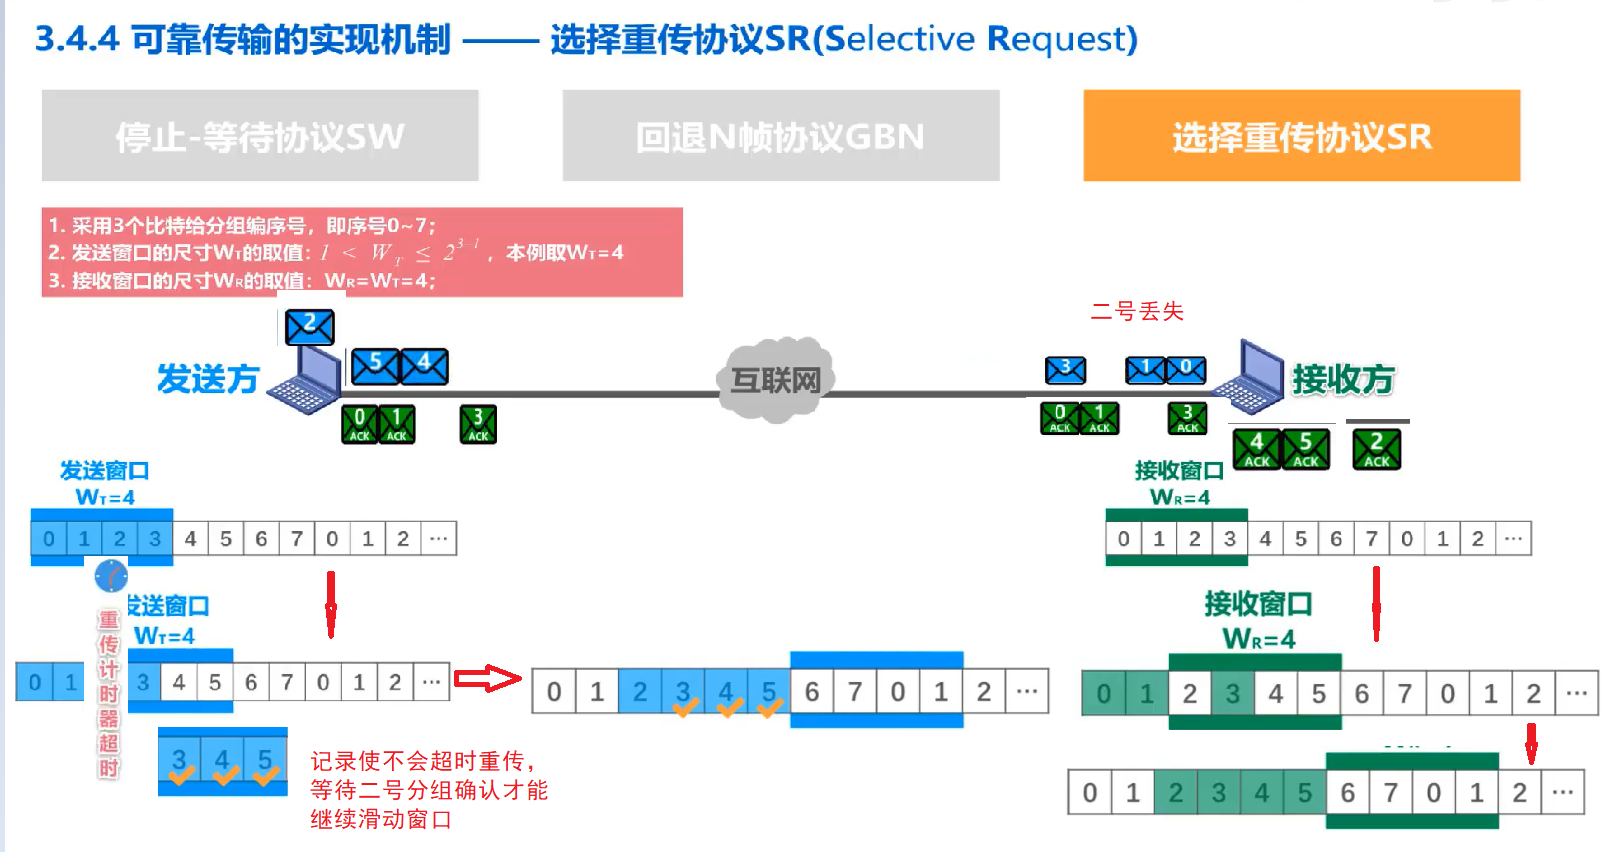 3.4.4 可靠传输的实现机制 —— 选择重传协议SR(Selective Request)
停止-等待协议SW
回退N帧协议GBN
选择重传协议SR
1. 采用3个比特给分组编序号，即序号0~7；
2. 发送窗口的尺寸WT的取值：1 < WT ≤ 2^3-1，本例取WT=4
3. 接收窗口的尺寸WR的取值：WR=WT=4；
二号丢失
2
5 4
发送方
互联网
3 1 0
接收方
0 ACK 1 ACK 3 ACK
0 ACK 1 ACK 3 ACK
4 ACK 5 ACK 2 ACK
发送窗口
WT=4
0 1 2 3 4 5 6 7 0 1 2 ···
接收窗口
WR=4
0 1 2 3 4 5 6 7 0 1 2 ···
重传计时器超时
发送窗口
WT=4
0 1 3 4 5 6 7 0 1 2 ···
0 1 2 3 4 5 6 7 0 1 2 ···
接收窗口
WR=4
0 1 2 3 4 5 6 7 0 1 2 ···
3 4 5
记录使不会超时重传，
等待二号分组确认才能
继续滑动窗口
0 1 2 3 4 5 6 7 0 1 2 ···